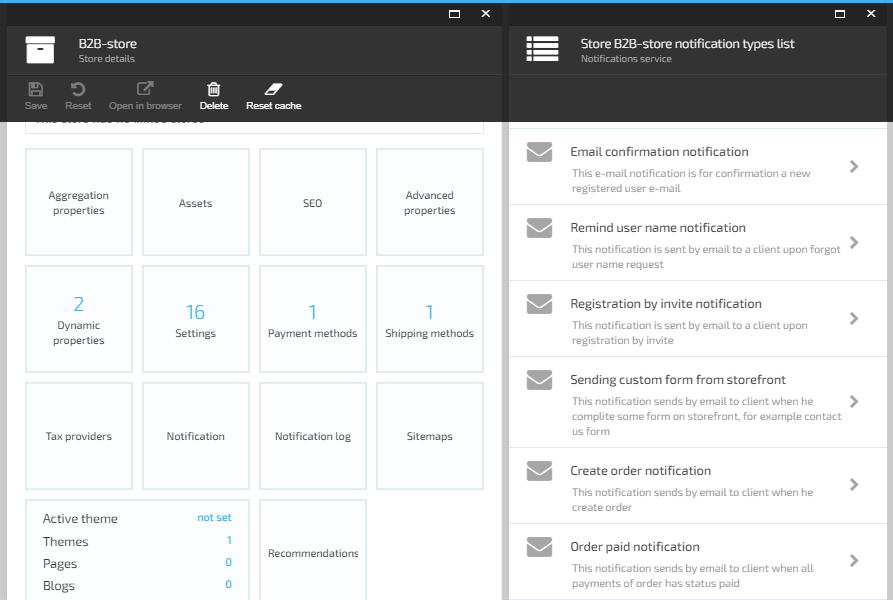 B2B-store
Store details
Save
Reset
Open in browser
Delete
Reset cache
Aggregation
properties
Assets
SEO
Advanced
properties
2
Dynamic
properties
16
Settings
1
Payment methods
1
Shipping methods
Tax providers
Notification
Notification log
Sitemaps
Active theme not set
Themes 1
Pages 0
Blogs 0
Recommendations
Store B2B-store notification types list
Notifications service
Email confirmation notification
This e-mail notification is for confirmation a new
registered user e-mail
Remind user name notification
This notification is sent by email to a client upon forgot
user name request
Registration by invite notification
This notification is sent by email to a client upon
registration by invite
Sending custom form from storefront
This notification sends by email to client when he
complite some form on storefront, for example contact
us form
Create order notification
This notification sends by email to client when he
create order
Order paid notification
This notification sends by email to client when all
payments of order has status paid